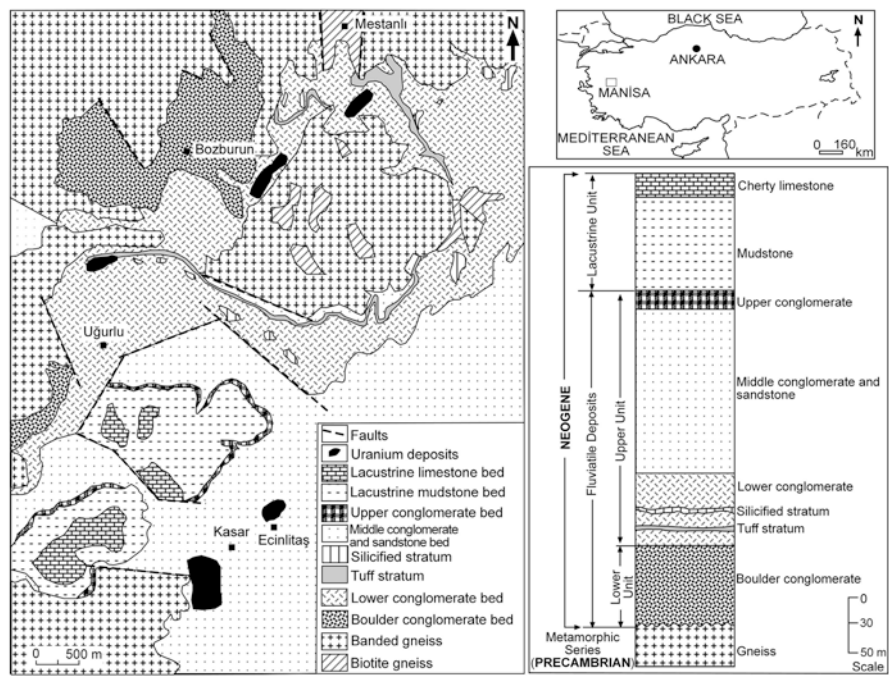 Mestanlı
N
Bozburun
Uğurlu
Kasar
Ecinlitaş
0 500 m
Faults
Uranium deposits
Lacustrine limestone bed
Lacustrine mudstone bed
Upper conglomerate bed
Middle conglomerate
and sandstone bed
Silicified stratum
Tuff stratum
Lower conglomerate bed
Boulder conglomerate bed
Banded gneiss
Biotite gneiss
BLACK SEA
N
ANKARA
MANİSA
MEDİTERRANEAN
SEA
0 160
km
NEOGENE
Fluviatile Deposits
Lacustrine Unit
Upper Unit
Lower
Unit
Metamorphic
Series
(PRECAMBRIAN)
Cherty limestone
Mudstone
Upper conglomerate
Middle conglomerate and
sandstone
Lower conglomerate
Silicified stratum
Tuff stratum
Boulder conglomerate
Gneiss
0
30
50 m
Scale